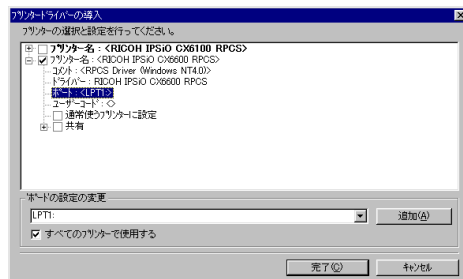 プリンタードライバーの導入
プリンターの選択と設定を行ってください。
プリンター名 : <RICOH IPSiO CX6100 RPCS>
プリンター名 : <RICOH IPSiO CX6600 RPCS>
コメント : <RPCS Driver (Windows NT4.0)>
ドライバー : RICOH IPSiO CX6600 RPCS
ポート : <LPT1>
ユーザーコード : <>
通常使うプリンターに設定
共有
ポートの設定の変更
LPT1:
追加(A)
すべてのプリンターで使用する
完了(C)
キャンセル